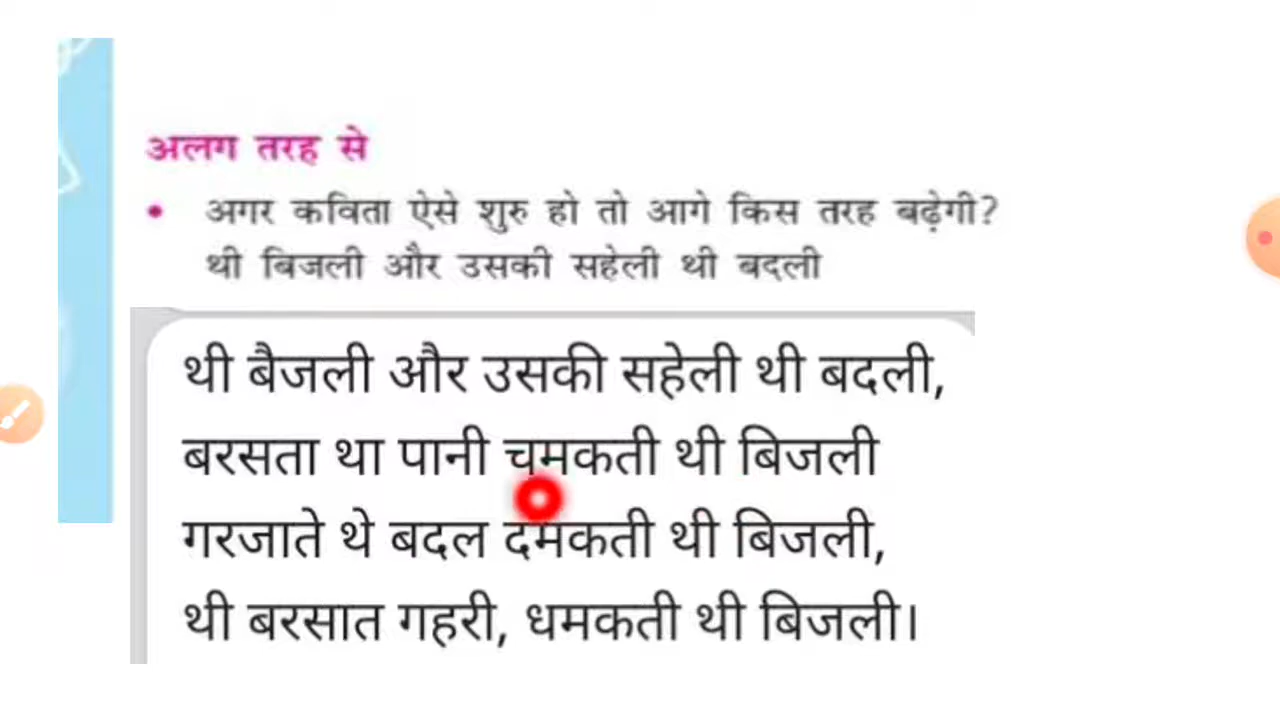 अलग तरह से
• अगर कविता ऐसे शुरु हो तो आगे किस तरह बढ़ेगी?
थी बिजली और उसकी सहेली थी बदली
थी बैजली और उसकी सहेली थी बदली,
बरसता था पानी चमकती थी बिजली
गरजाते थे बदल दमकती थी बिजली,
थी बरसात गहरी, धमकती थी बिजली।